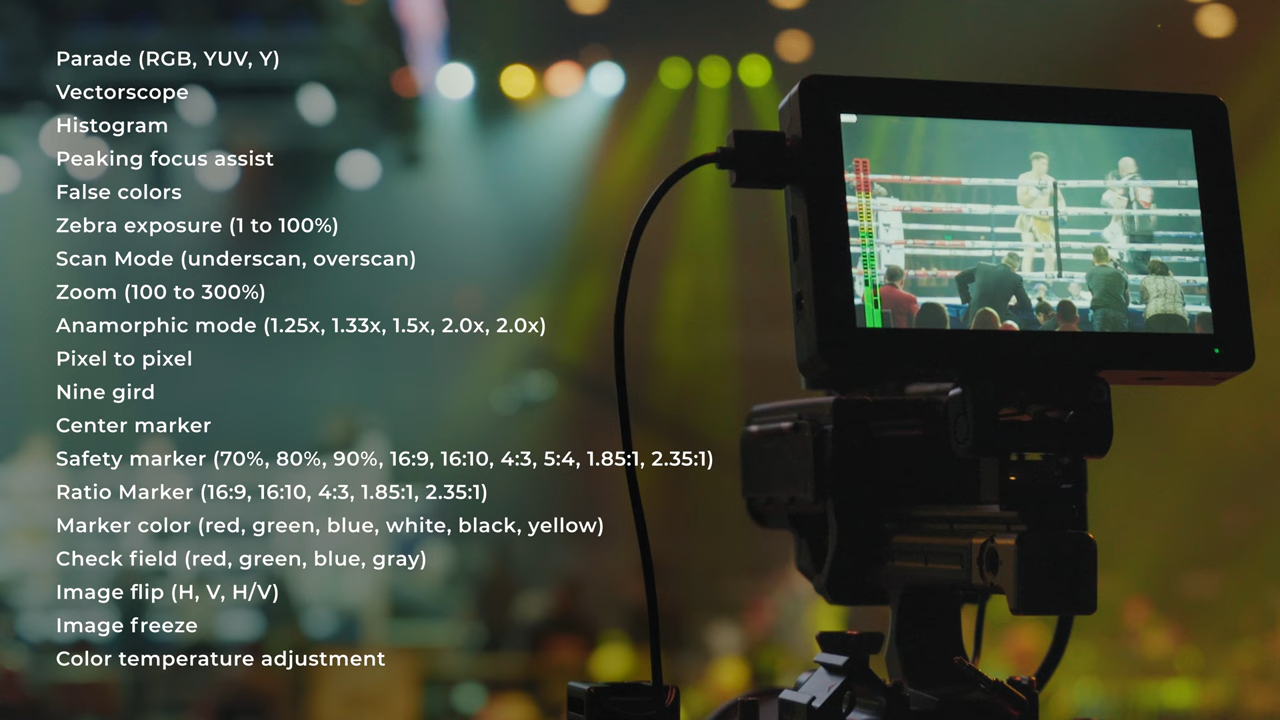 Parade (RGB, YUV, Y)
Vectorscope
Histogram
Peaking focus assist
False colors
Zebra exposure (1 to 100%)
Scan Mode (underscan, overscan)
Zoom (100 to 300%)
Anamorphic mode (1.25x, 1.33x, 1.5x, 2.0x, 2.0x)
Pixel to pixel
Nine gird
Center marker
Safety marker (70%, 80%, 90%, 16:9, 16:10, 4:3, 5:4, 1.85:1, 2.35:1)
Ratio Marker (16:9, 16:10, 4:3, 1.85:1, 2.35:1)
Marker color (red, green, blue, white, black, yellow)
Check field (red, green, blue, gray)
Image flip (H, V, H/V)
Image freeze
Color temperature adjustment